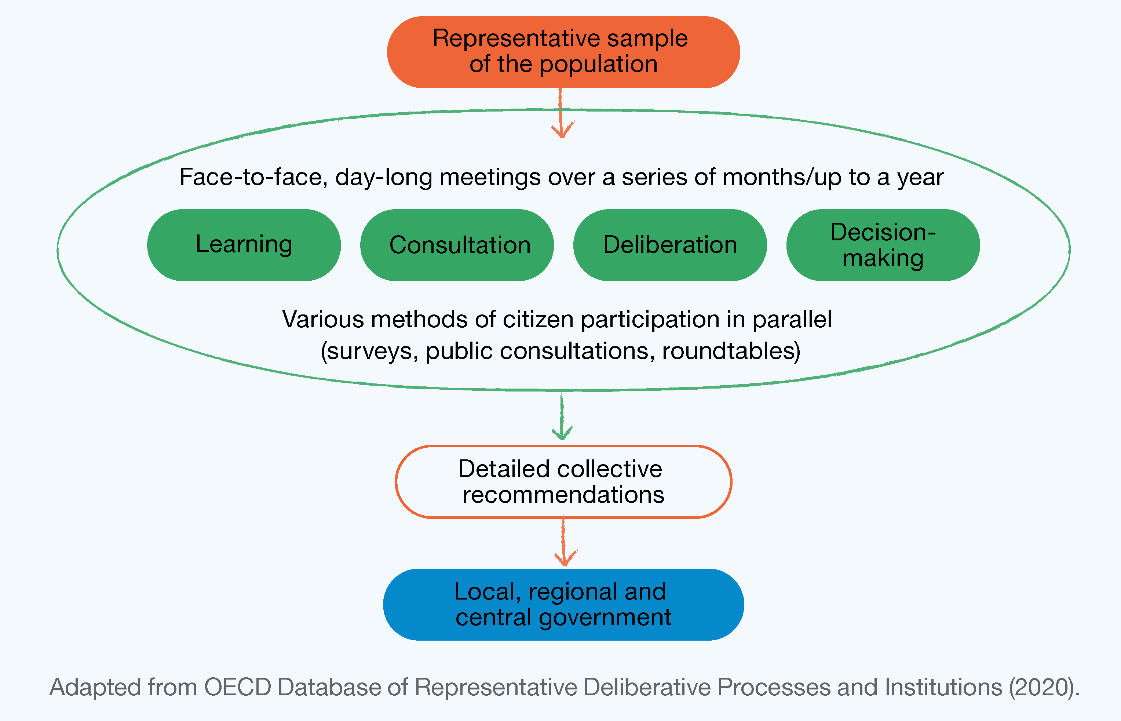 Representative sample
of the population
Face-to-face, day-long meetings over a series of months/up to a year
Learning
Consultation
Deliberation
Decision-
making
Various methods of citizen participation in parallel
(surveys, public consultations, roundtables)
Detailed collective
recommendations
Local, regional and
central government
Adapted from OECD Database of Representative Deliberative Processes and Institutions (2020).